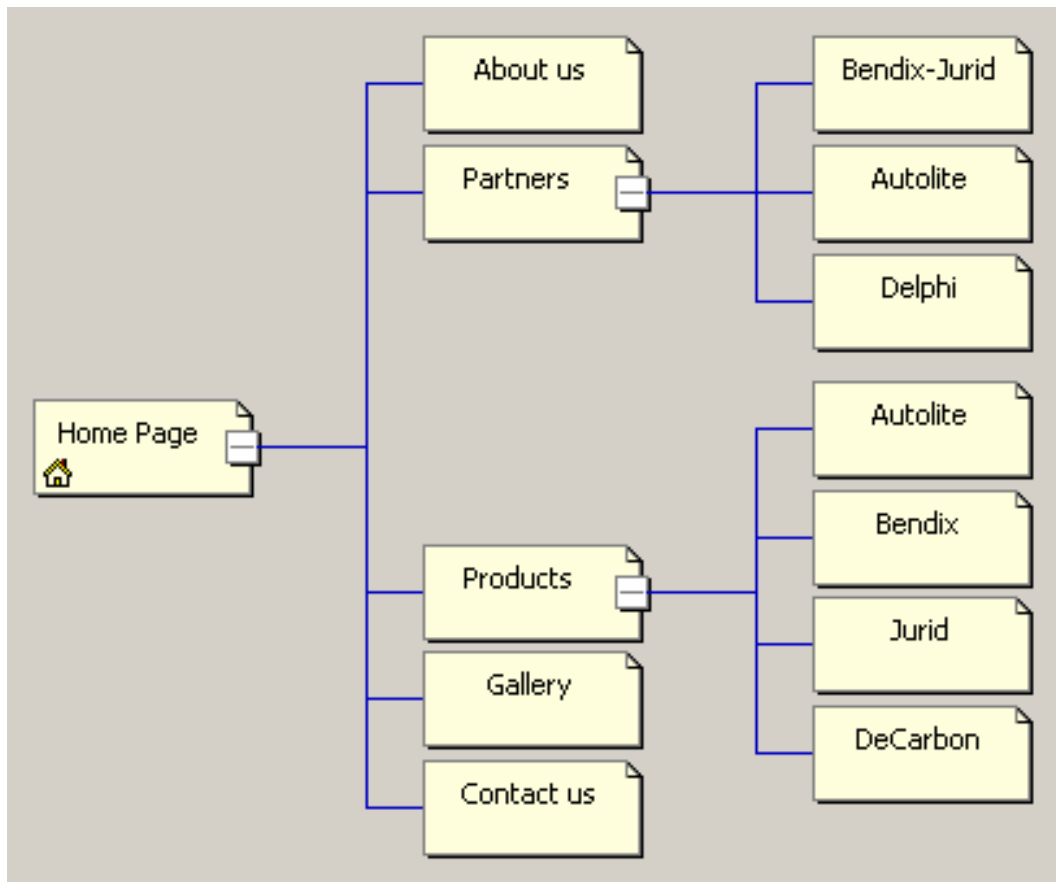 Home Page
About us
Partners
Bendix-Jurid
Autolite
Delphi
Products
Autolite
Bendix
Jurid
DeCarbon
Gallery
Contact us